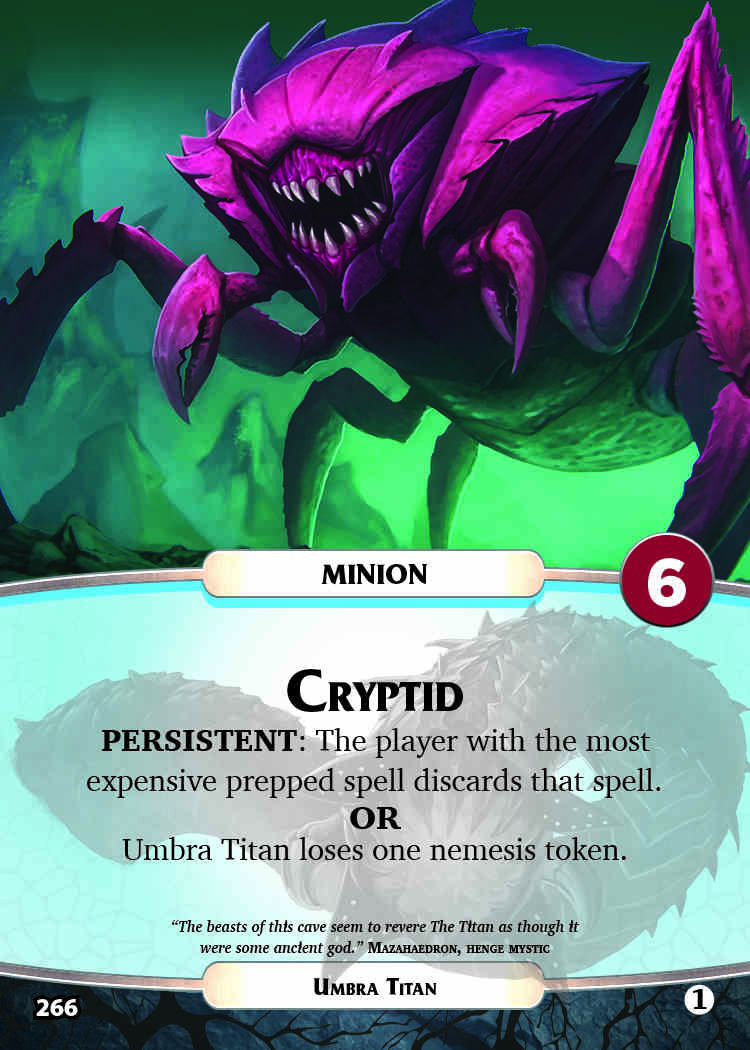 MINION
6
CRYPTID
PERSISTENT: The player with the most
expensive prepped spell discards that spell.
OR
Umbra Titan loses one nemesis token.
“The beasts of this cave seem to revere The Titan as though it
were some ancient god.” MAZAHAEDRON, HENGE MYSTIC
UMBRA TITAN
266
1